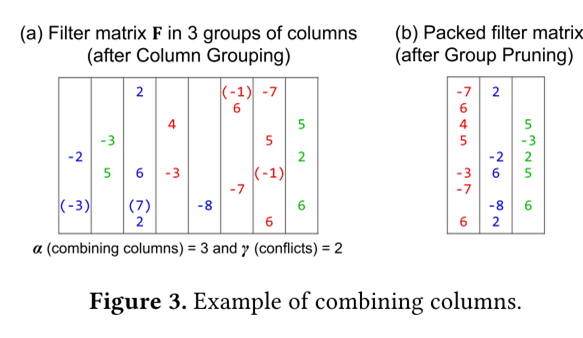 (a) Filter matrix F in 3 groups of columns
(after Column Grouping)
(b) Packed filter matrix
(after Group Pruning)
2 (-1) -7
6
4 5
-3 5
-2 2
5 6 -3 (-1)
-7
(-3) (7) -8 6
2 6
-7 2
6
4 5
5 -3
-2 2
-3 6 5
-7
-8 6
6 2
α (combining columns) = 3 and γ (conflicts) = 2
Figure 3. Example of combining columns.